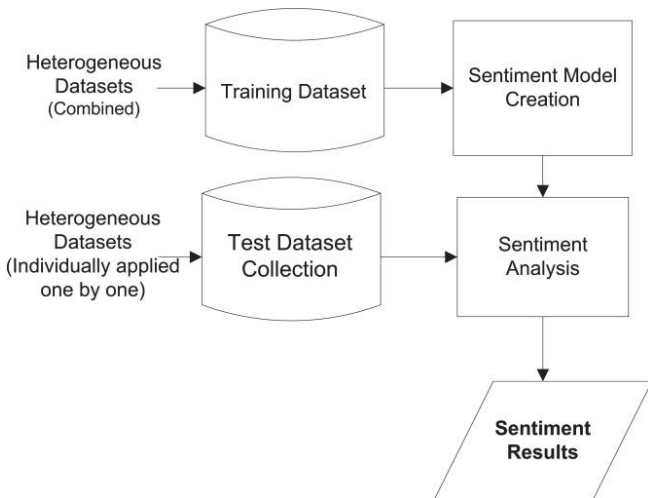 Heterogeneous
Datasets
(Combined)
Training Dataset
Sentiment Model
Creation
Heterogeneous
Datasets
(Individually applied
one by one)
Test Dataset
Collection
Sentiment
Analysis
Sentiment
Results